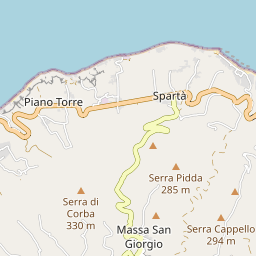 Spartà
Piano Torre
Serra Pidda
285 m
Serra di
Corba
330 m
Massa San
Giorgio
Serra Cappello
294 m